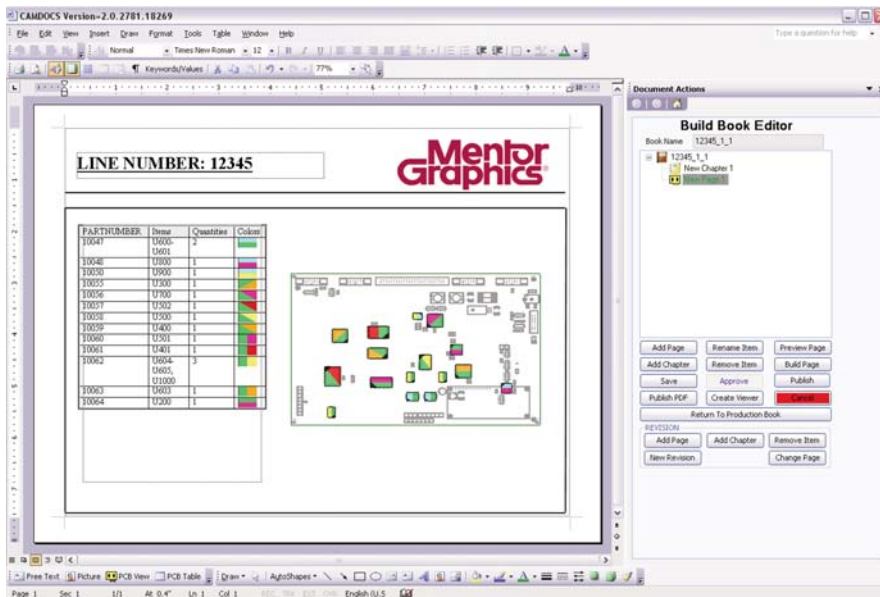 CAMDOCS Version=2.0.2781.18269
File Edit View Insert Draw Format Tools Table Window Help
Type a question for help
Normal Times New Roman 12 B I U
Keywords/Values 77%
Document Actions
LINE NUMBER: 12345
Mentor
Graphics
PARTNUMBER Items Quantities Colors
10047 U600- 2
U601
10048 U800 1
10050 U900 1
10055 U300 1
10056 U700 1
10057 U502 1
10058 U500 1
10059 U400 1
10060 U501 1
10061 U401 1
10062 U604- 3
U605,
U1000
10063 U603 1
10064 U200 1
Build Book Editor
Book Name 12345_1_1
12345_1_1
New Chapter 1
New Page 1
Add Page Rename Item Preview Page
Add Chapter Remove Item Build Page
Save Approve Publish
Publish PDF Create Viewer Cancel
Return To Production Book
REVISION
Add Page Add Chapter Remove Item
New Revision Change Page
Free Text Picture PCB View PCB Table Draw AutoShapes
Page 1 Sec 1 1/1 At 0.4" Ln 1 Col 1 REC TRK EXT OVR English (U.S